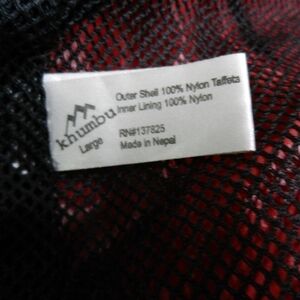 khumbu
Large
Outer Shell 100% Nylon Taffeta
Inner Lining 100% Nylon
RN#137825
Made in Nepal